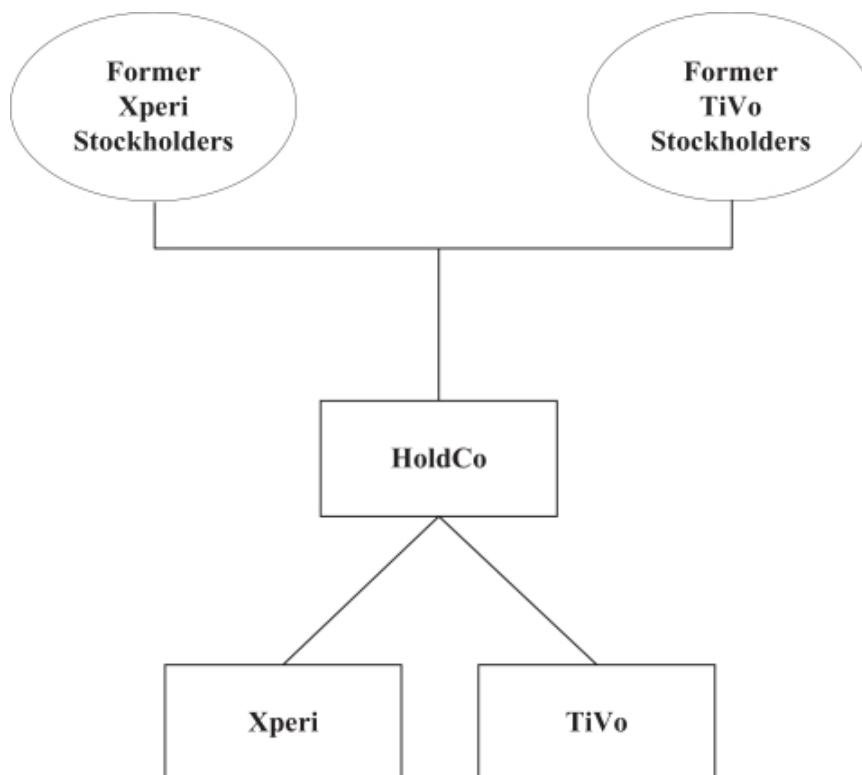 Former
Xperi
Stockholders
Former
TiVo
Stockholders
HoldCo
Xperi
TiVo